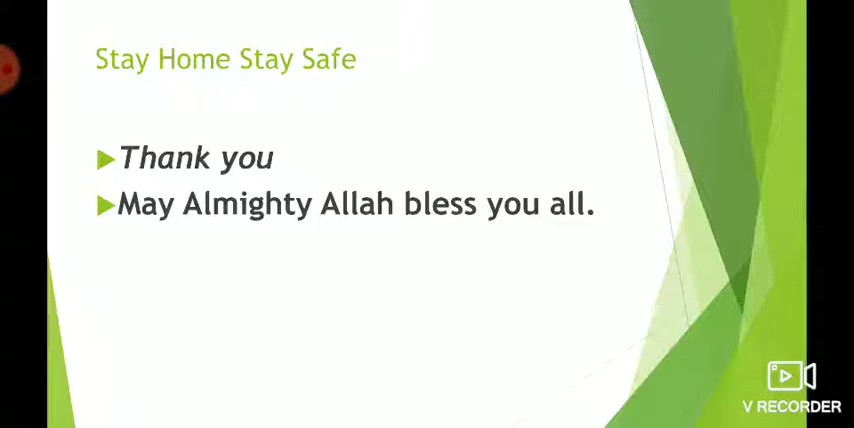 Stay Home Stay Safe
Thank you
May Almighty Allah bless you all.
V RECORDER